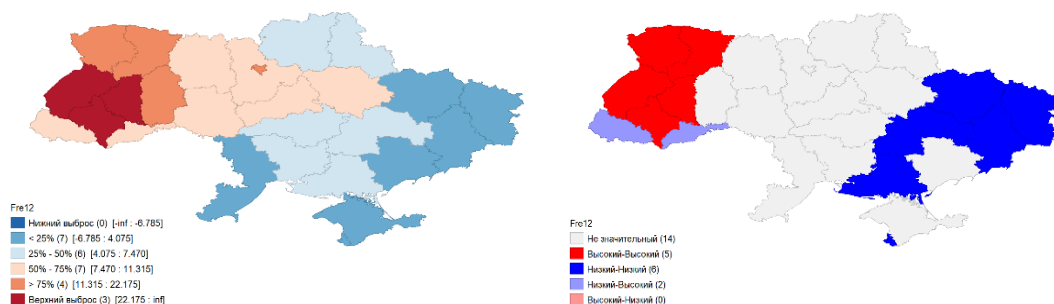 Fre12
Нижний выброс (0) [-inf : -6.785]
< 25% (7) [-6.785 : 4.075]
25% - 50% (6) [4.075 : 7.470]
50% - 75% (7) [7.470 : 11.315]
> 75% (4) [11.315 : 22.175]
Верхний выброс (3) [22.175 : inf]
Fre12
Не значительный (14)
Высокий-Высокий (5)
Низкий-Низкий (6)
Низкий-Высокий (2)
Высокий-Низкий (0)